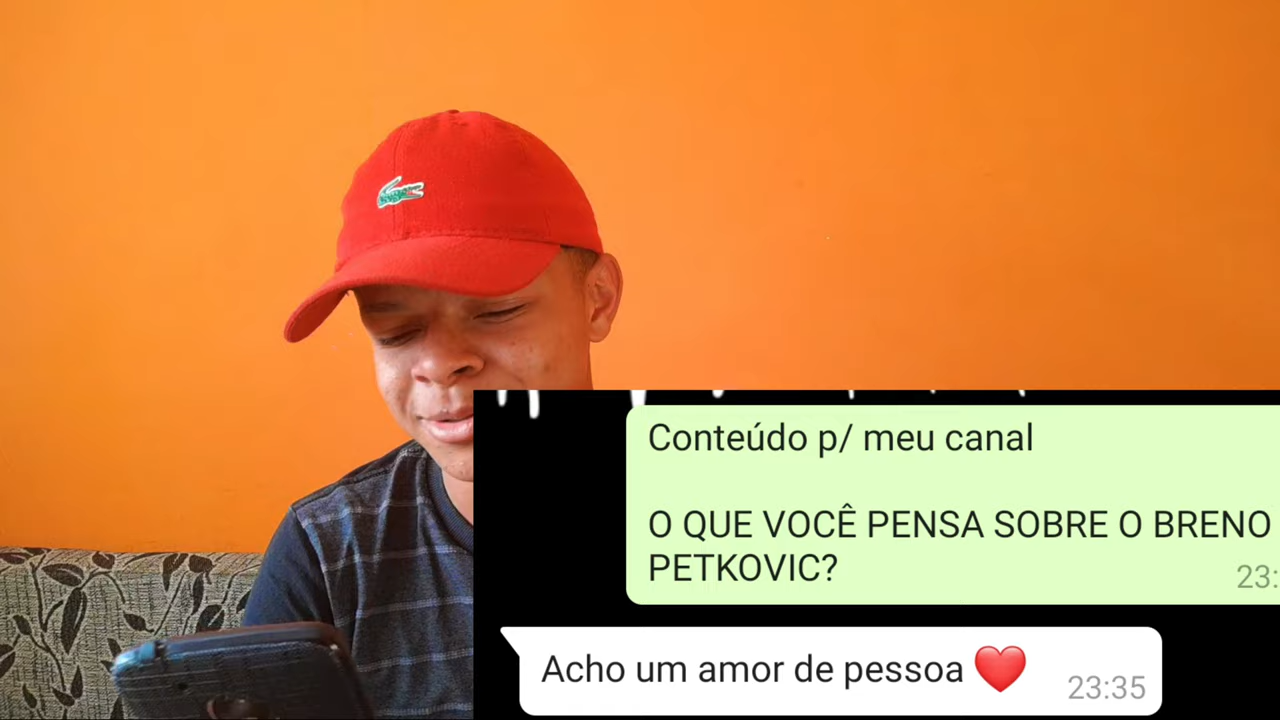 Conteúdo p/ meu canal
O QUE VOCÊ PENSA SOBRE O BRENO
PETKOVIC?
23:
Acho um amor de pessoa ❤️
23:35